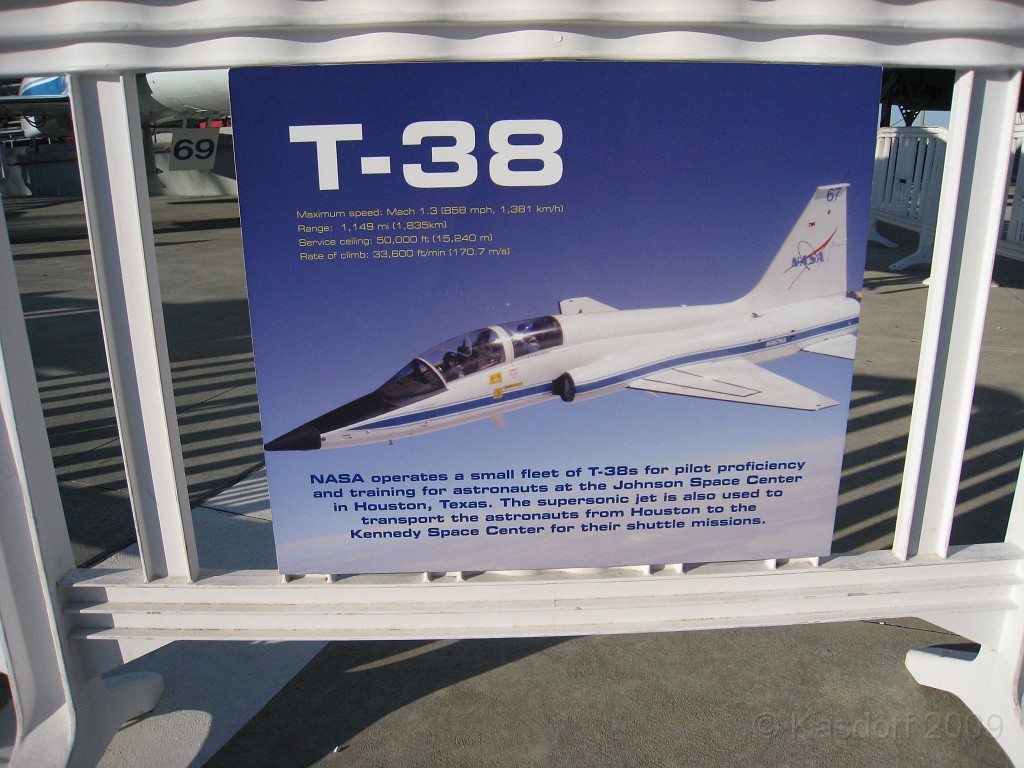 T-38
Maximum speed: Mach 1.3 (858 mph, 1,381 km/h)
Range: 1,149 mi (1,835km)
Service ceiling: 50,000 ft (15,240 m)
Rate of climb: 33,600 ft/min (170.7 m/s)
69
67
NASA
NASA operates a small fleet of T-38s for pilot proficiency
and training for astronauts at the Johnson Space Center
in Houston, Texas. The supersonic jet is also used to
transport the astronauts from Houston to the
Kennedy Space Center for their shuttle missions.
© Kasdorf 2009